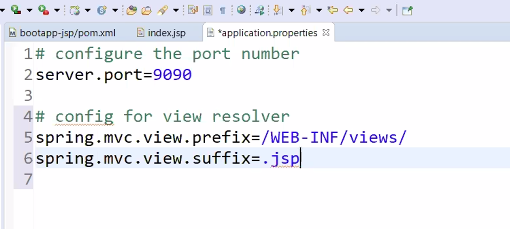 bootapp-jsp/pom.xml index.jsp *application.properties
1 # configure the port number
2 server.port=9090
3
4 # config for view resolver
5 spring.mvc.view.prefix=/WEB-INF/views/
6 spring.mvc.view.suffix=.jsp
7